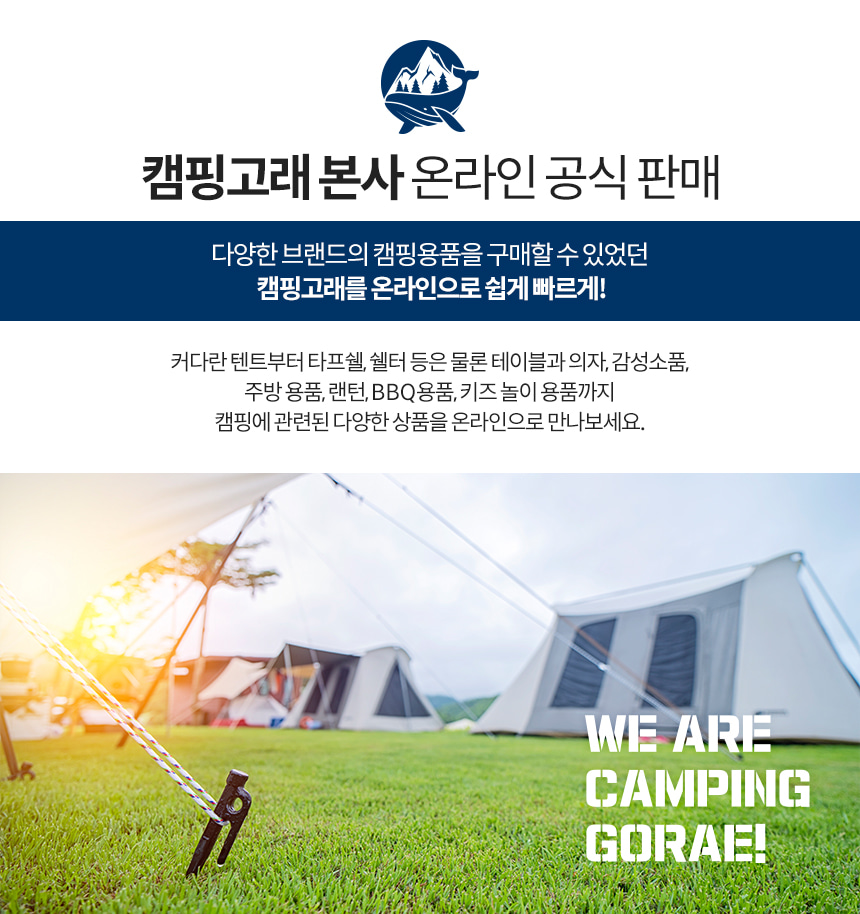 캠핑고래 본사 온라인 공식 판매
다양한 브랜드의 캠핑용품을 구매할 수 있었던
캠핑고래를 온라인으로 쉽게 빠르게!
커다란 텐트부터 타프쉘, 쉘터 등은 물론 테이블과 의자, 감성소품,
주방 용품, 랜턴, BBQ용품, 키즈 놀이 용품까지
캠핑에 관련된 다양한 상품을 온라인으로 만나보세요.
WE ARE
CAMPING
GORAE!